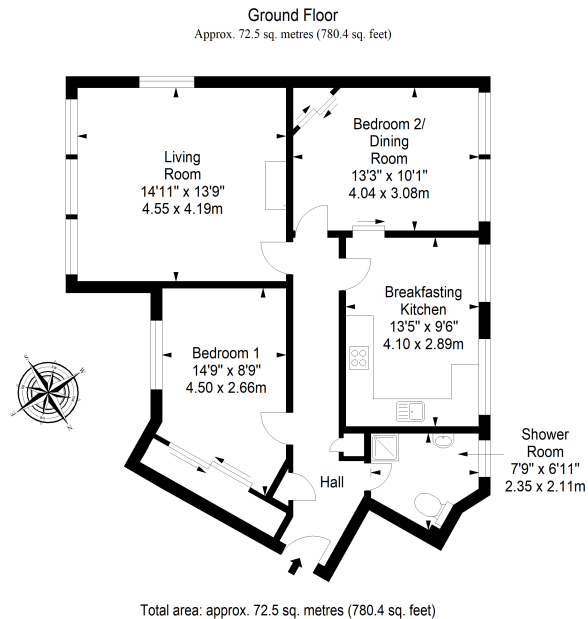 Ground Floor
Approx. 72.5 sq. metres (780.4 sq. feet)
Living
Room
14'11" x 13'9"
4.55 x 4.19m
Bedroom 2/
Dining
Room
13'3" x 10'1"
4.04 x 3.08m
Breakfasting
Kitchen
13'5" x 9'6"
4.10 x 2.89m
Bedroom 1
14'9" x 8'9"
4.50 x 2.66m
S
W
E
N
Shower
Room
7'9" x 6'11"
2.35 x 2.11m
Hall
Total area: approx. 72.5 sq. metres (780.4 sq. feet)